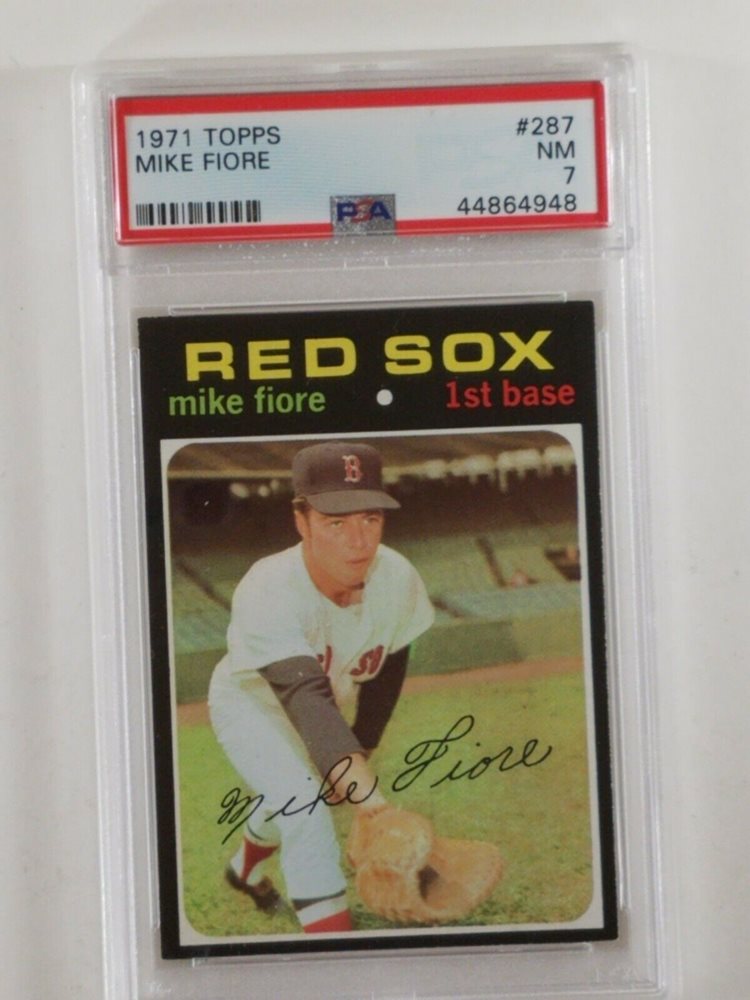 1971 TOPPS #287
MIKE FIORE NM
7
PSA 44864948
RED SOX
mike fiore 1st base
B
Mike Fiore